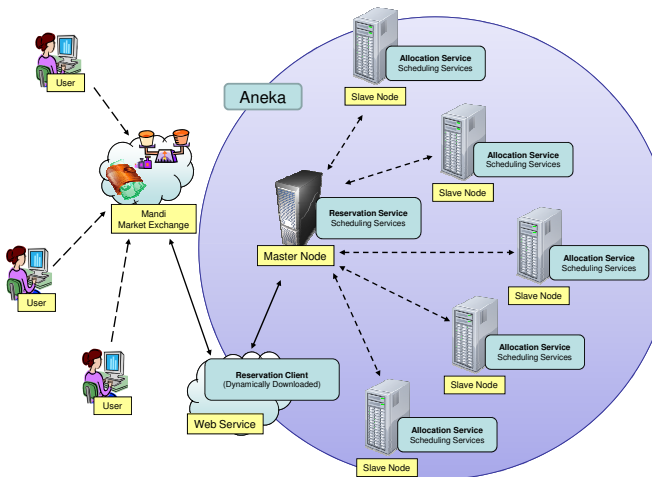 User
Aneka
Allocation Service
Scheduling Services
Slave Node
Allocation Service
Scheduling Services
Slave Node
Mandi
Market Exchange
Reservation Service
Scheduling Services
Master Node
Allocation Service
Scheduling Services
Slave Node
User
Allocation Service
Scheduling Services
Slave Node
User
Reservation Client
(Dynamically Downloaded)
Web Service
Allocation Service
Scheduling Services
Slave Node